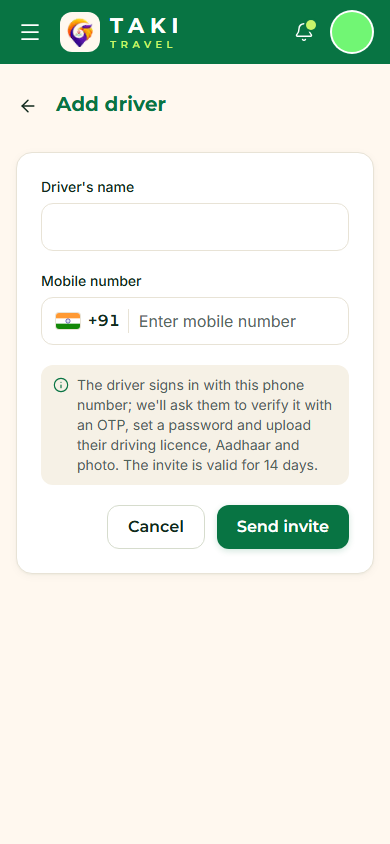 TAKI
TRAVEL
Add driver
Driver's name
Mobile number
+91 Enter mobile number
The driver signs in with this phone
number; we'll ask them to verify it with
an OTP, set a password and upload
their driving licence, Aadhaar and
photo. The invite is valid for 14 days.
Cancel Send invite